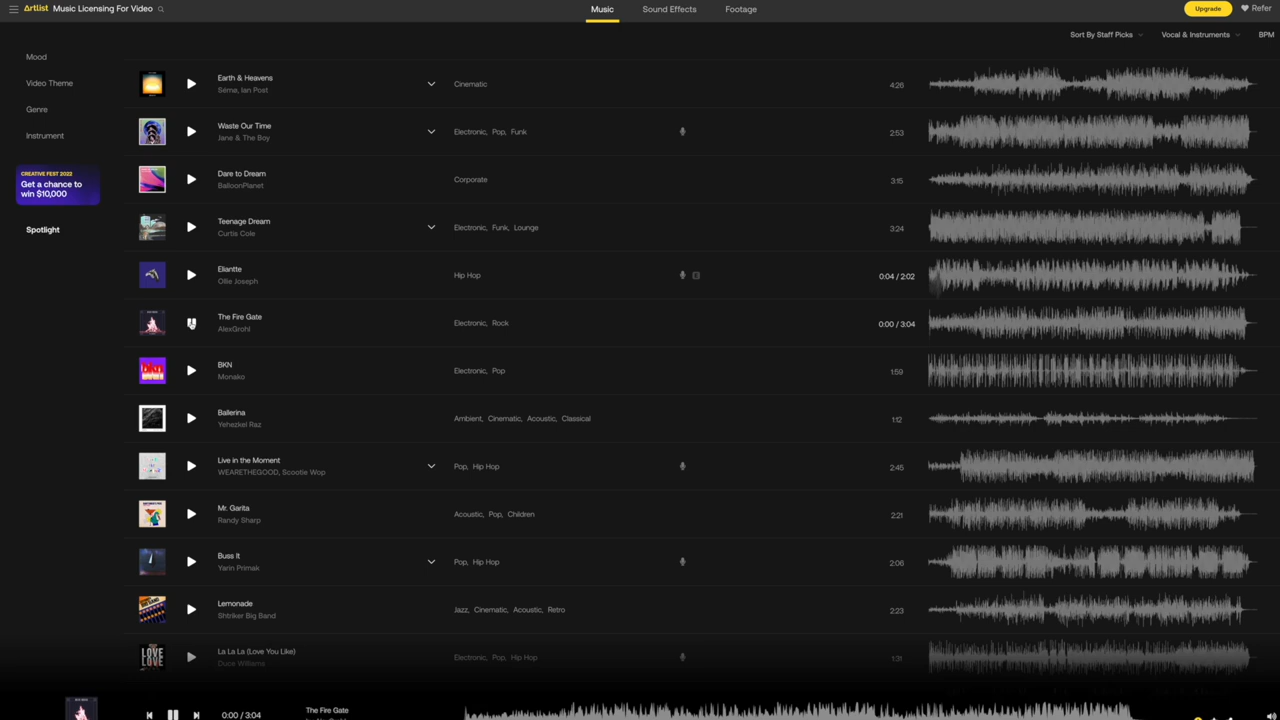 Artlist Music Licensing For Video
Music Sound Effects Footage
Upgrade Refer
Sort By Staff Picks Vocal & Instruments BPM
Mood
Video Theme
Genre
Instrument
CREATIVE FEST 2022
Get a chance to
win $10,000
Spotlight
Earth & Heavens
Séma, Ian Post
Cinematic
4:26
Waste Our Time
Jane & The Boy
Electronic, Pop, Funk
2:53
Dare to Dream
BalloonPlanet
Corporate
3:15
Teenage Dream
Curtis Cole
Electronic, Funk, Lounge
3:24
Eliantte
Ollie Joseph
Hip Hop
E
0:04 / 2:02
The Fire Gate
AlexGrohl
Electronic, Rock
0:00 / 3:04
BKN
Monako
Electronic, Pop
1:59
Ballerina
Yehezkel Raz
Ambient, Cinematic, Acoustic, Classical
1:12
Live in the Moment
WEARETHEGOOD, Scootie Wop
Pop, Hip Hop
2:45
Mr. Garita
Randy Sharp
Acoustic, Pop, Children
2:21
Buss It
Yarin Primak
Pop, Hip Hop
2:06
Lemonade
Shtriker Big Band
Jazz, Cinematic, Acoustic, Retro
2:23
LOVE
LOVE
La La La (Love You Like)
Duce Williams
Electronic, Pop, Hip Hop
1:31
0:00 / 3:04
The Fire Gate